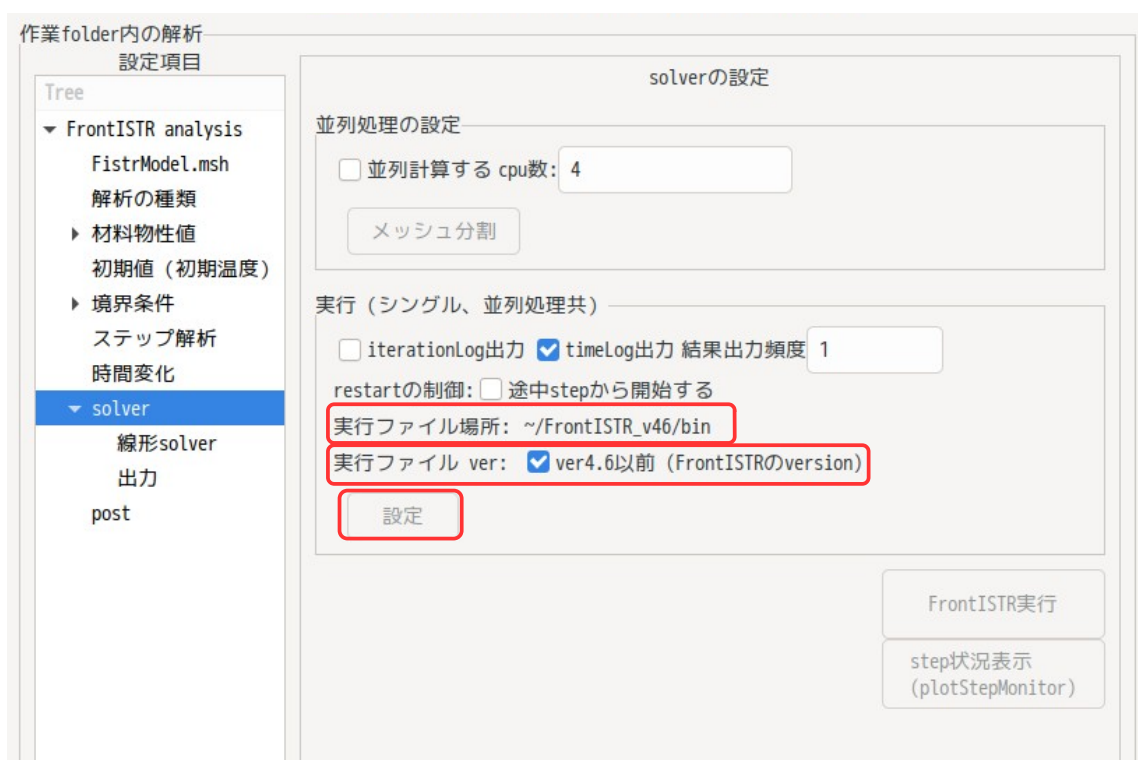 作業folder内の解析
設定項目
Tree
FrontISTR analysis
FistrModel.msh
解析の種類
材料物性値
初期値（初期温度）
境界条件
ステップ解析
時間変化
solver
線形solver
出力
post
solverの設定
並列処理の設定
並列計算する cpu数: 4
メッシュ分割
実行（シングル、並列処理共）
iterationLog出力 timeLog出力 結果出力頻度 1
restartの制御: 途中stepから開始する
実行ファイル場所: ~/FrontISTR_v46/bin
実行ファイル ver: ver4.6以前 (FrontISTRのversion)
設定
FrontISTR実行
step状況表示
(plotStepMonitor)